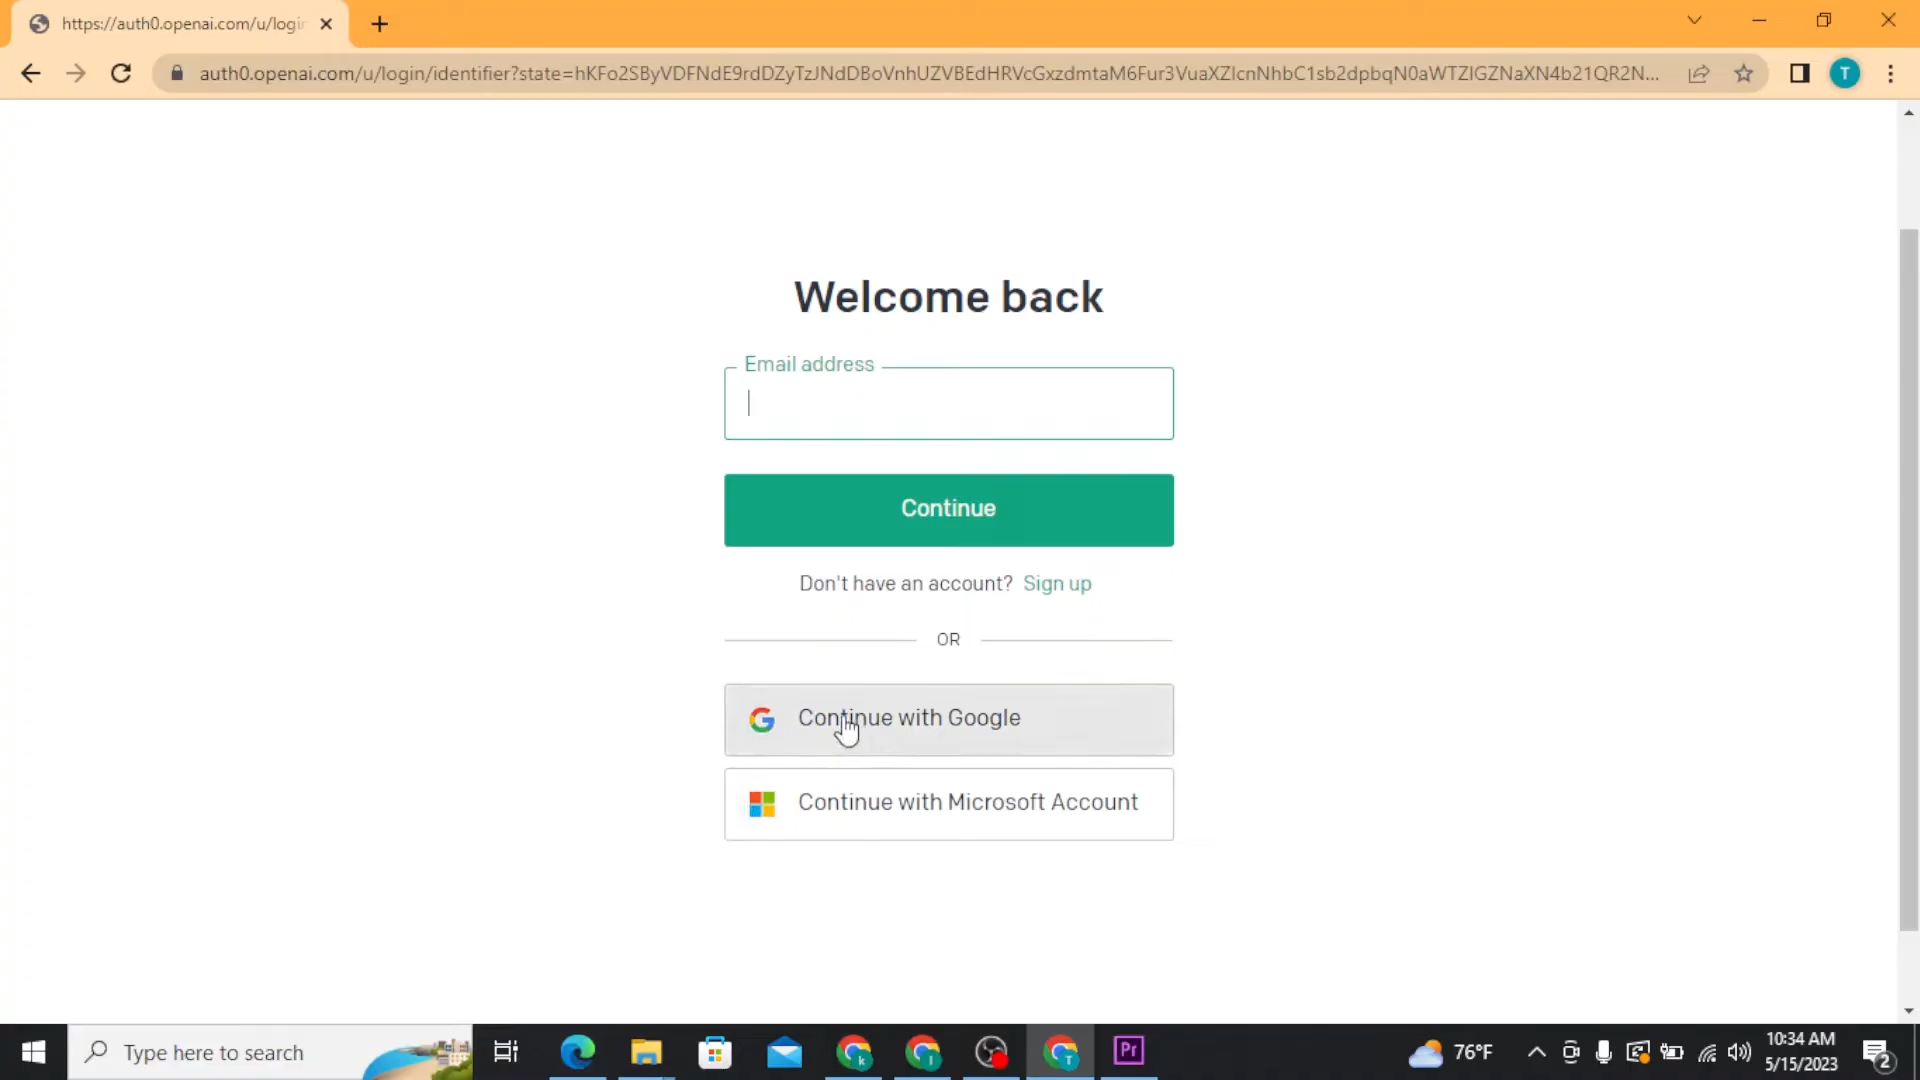 https://auth0.openai.com/u/login
auth0.openai.com/u/login/identifier?state=hKFo2SByVDFNdE9rdDZyTzJNdDBoVnhUZVBEdHRVcGxzdmtaM6Fur3VuaXZlcnNhbC1sb2dpbqN0aWTZIGZNaXN4b21QR2N...
T
Welcome back
Email address
Continue
Don't have an account? Sign up
OR
Continue with Google
Continue with Microsoft Account
Type here to search
k
l
T
Pr
76°F
10:34 AM
5/15/2023
2